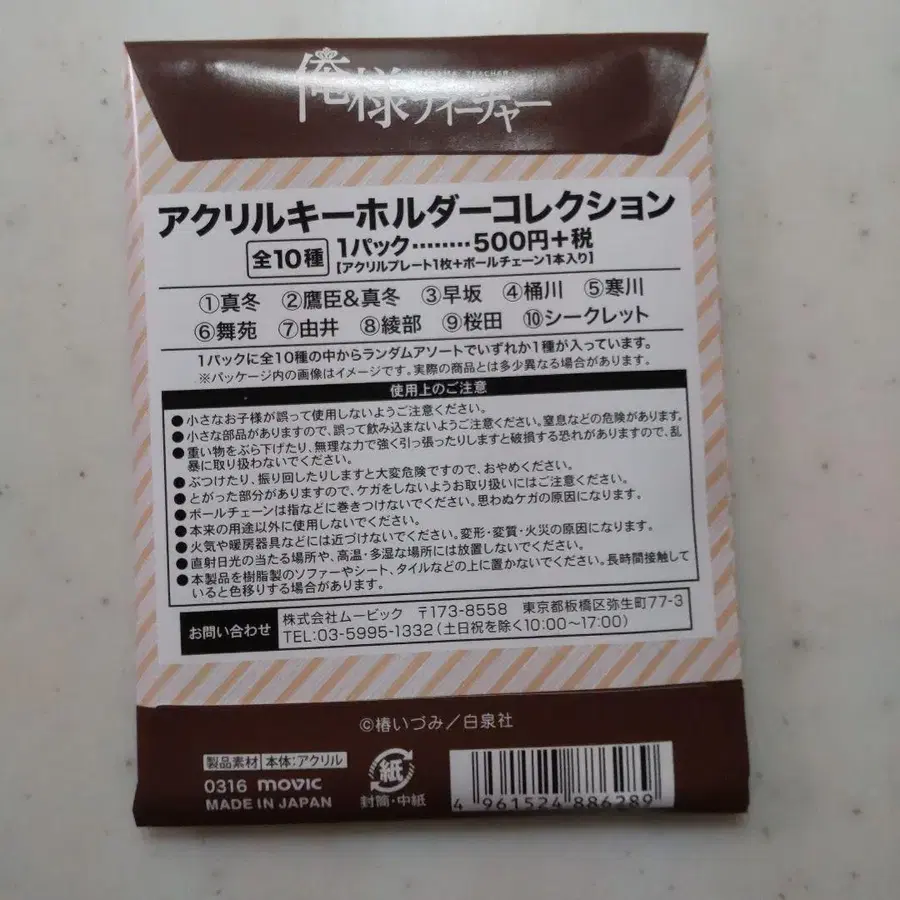 俺様ティーチャー
アクリルキーホルダーコレクション
全10種
1パック………500円+税
【アクリルプレート1枚+ボールチェーン1本入り】
①真冬 ②鷹臣&真冬 ③早坂 ④桶川 ⑤寒川
⑥舞苑 ⑦由井 ⑧綾部 ⑨桜田 ⑩シークレット
1パックに全10種の中からランダムアソートでいずれか1種が入っています。
※パッケージ内の画像はイメージです。実際の商品とは多少異なる場合があります。
使用上のご注意
●小さなお子様が誤って使用しないようご注意ください。
●小さな部品がありますので、誤って飲み込まないようご注意ください。窒息などの危険があります。
●重い物をぶら下げたり、無理な力で強く引っ張ったりしますと破損する恐れがありますので、乱
暴に取り扱わないでください。
●ぶつけたり、振り回したりしますと大変危険ですので、おやめください。
●とがった部分がありますので、ケガをしないようお取り扱いにはご注意ください。
●ボールチェーンは指などに巻きつけないでください。思わぬケガの原因になります。
●本来の用途以外に使用しないでください。
●火気や暖房器具などには近づけないでください。変形・変質・火災の原因になります。
●直射日光の当たる場所や、高温・多湿な場所には放置しないでください。
●本製品を樹脂製のソファーやシート、タイルなどの上に置かないでください。長時間接触して
いると色移りする場合があります。
お問い合わせ
株式会社ムービック 〒173-8558 東京都板橋区弥生町77-3
TEL:03-5995-1332(土日祝を除く10:00~17:00)
©椿いづみ/白泉社
製品素材 本体:アクリル
0316 movic
MADE IN JAPAN
紙
封筒・中紙
4 961524 886289